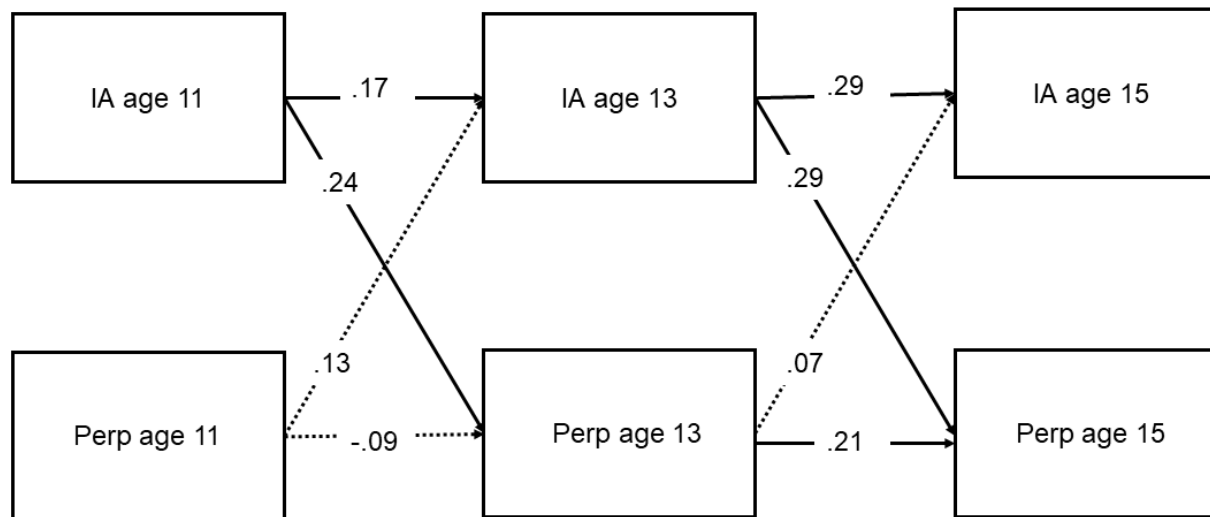 IA age 11
.17
IA age 13
.29
IA age 15
.24
.29
.13
.07
Perp age 11
-.09
Perp age 13
.21
Perp age 15